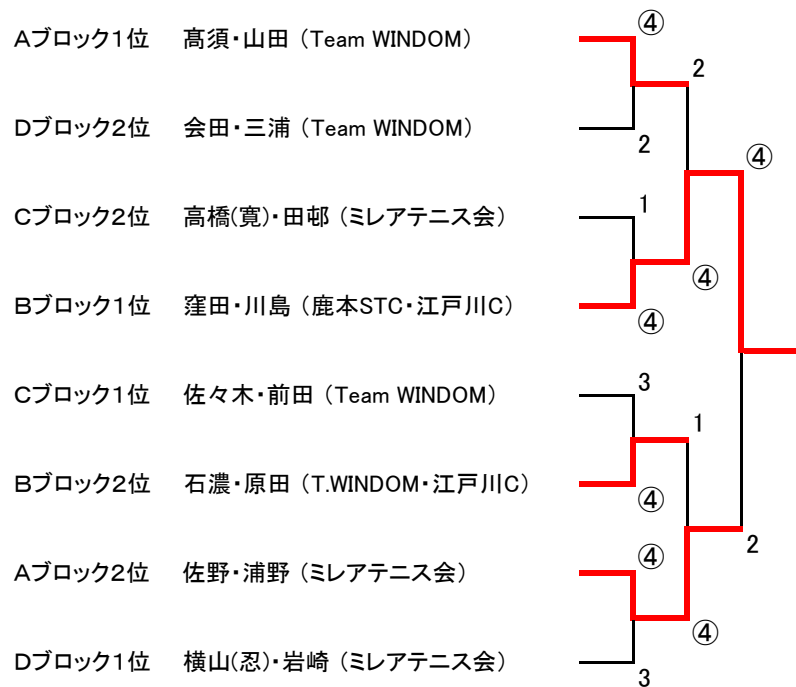 Aブロック1位 髙須・山田 (Team WINDOM)
④
2
Dブロック2位 会田・三浦 (Team WINDOM)
2
④
Cブロック2位 高橋(寛)・田邨 (ミレアテニス会)
1
④
Bブロック1位 窪田・川島 (鹿本STC・江戸川C)
④
Cブロック1位 佐々木・前田 (Team WINDOM)
3
1
Bブロック2位 石濃・原田 (T.WINDOM・江戸川C)
④
2
Aブロック2位 佐野・浦野 (ミレアテニス会)
④
④
Dブロック1位 横山(忍)・岩崎 (ミレアテニス会)
3